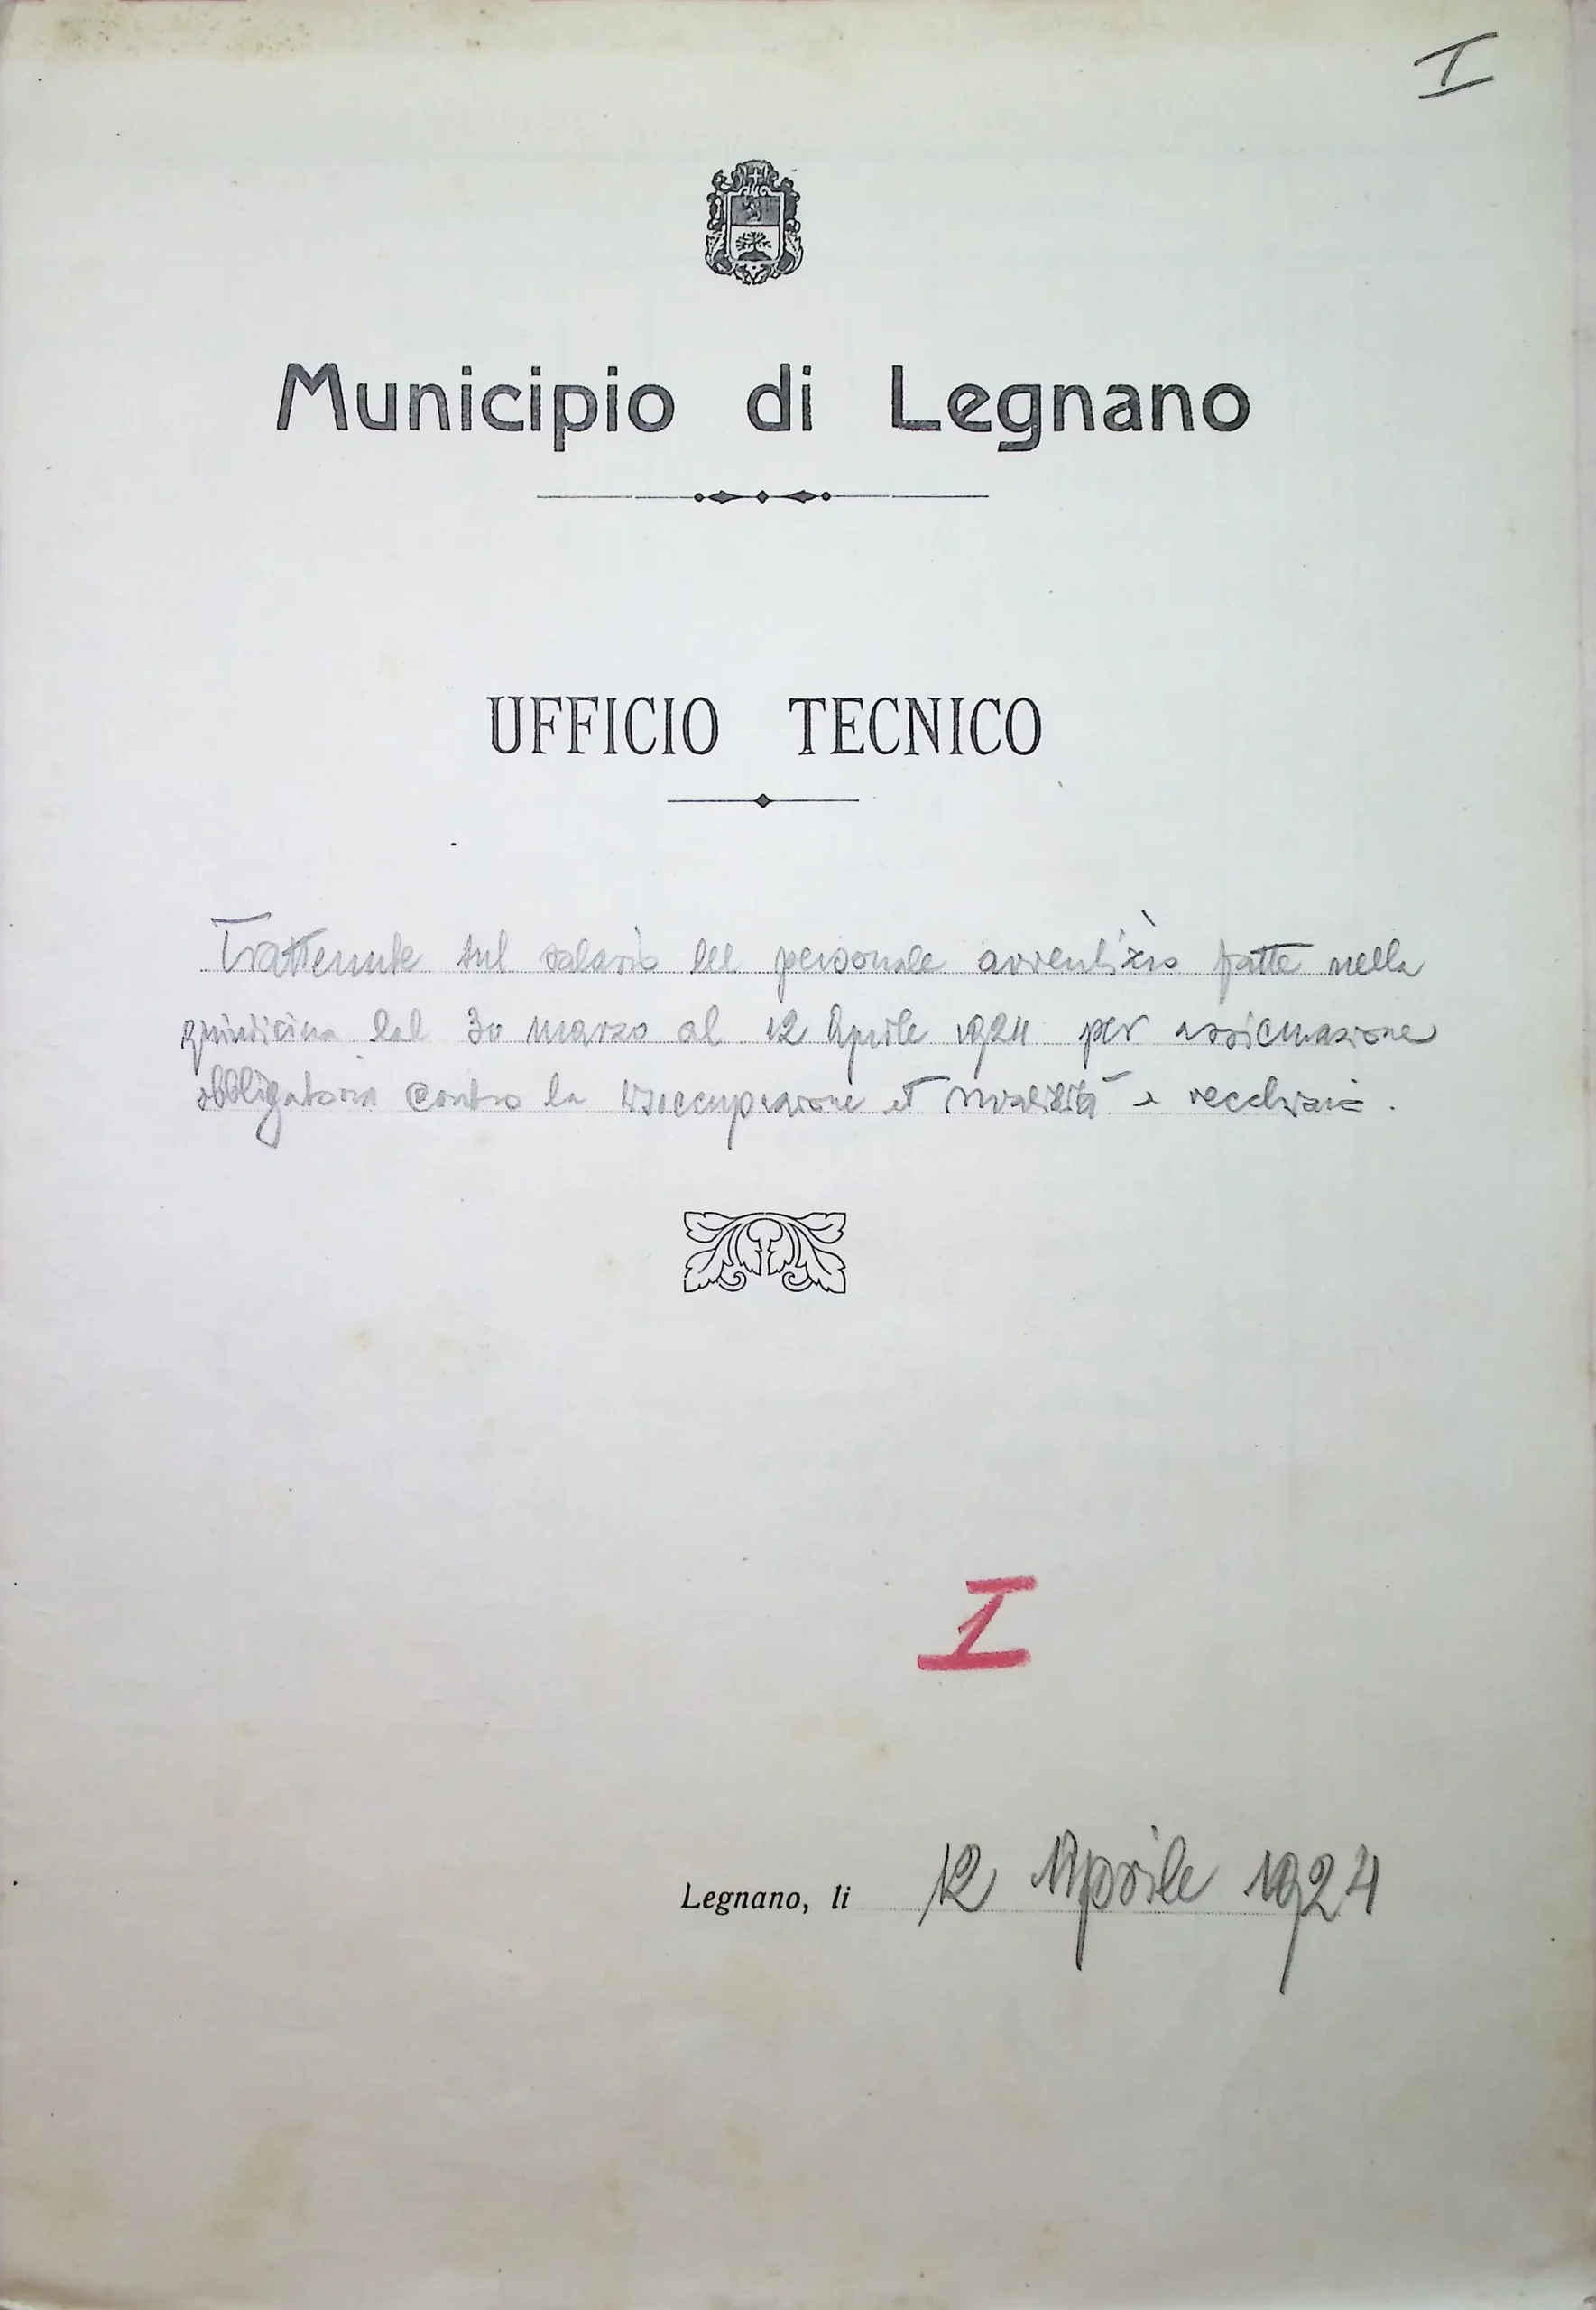 I
Municipio di Legnano
UFFICIO TECNICO
Trattenute sul salario del personale avventizio fatte nella
quindicina dal 30 marzo al 12 Aprile 1924 per assicurazione
obbligatoria contro la disoccupazione et invalidità e vecchiaia.
I
Legnano, li 12 Aprile 1924